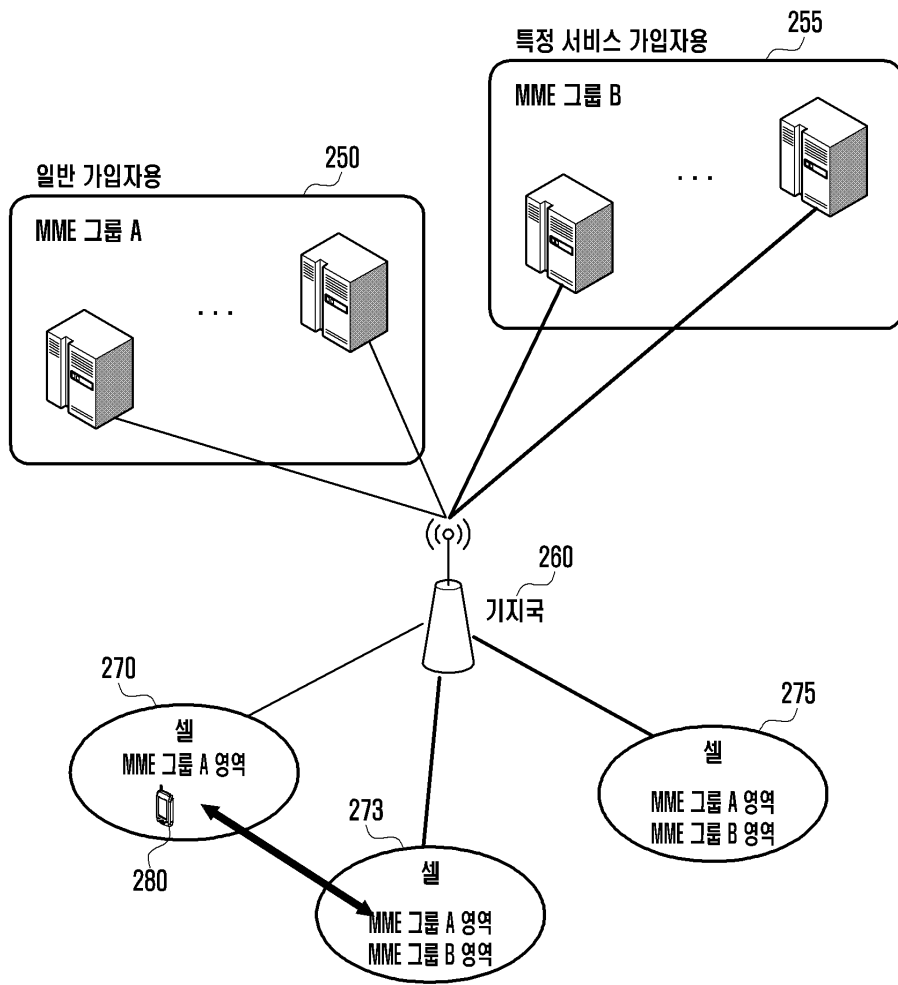 특정 서비스 가입자용
255
MME 그룹 B
...
일반 가입자용
250
MME 그룹 A
...
260
기지국
270
셀
MME 그룹 A 영역
280
273
셀
MME 그룹 A 영역
MME 그룹 B 영역
275
셀
MME 그룹 A 영역
MME 그룹 B 영역